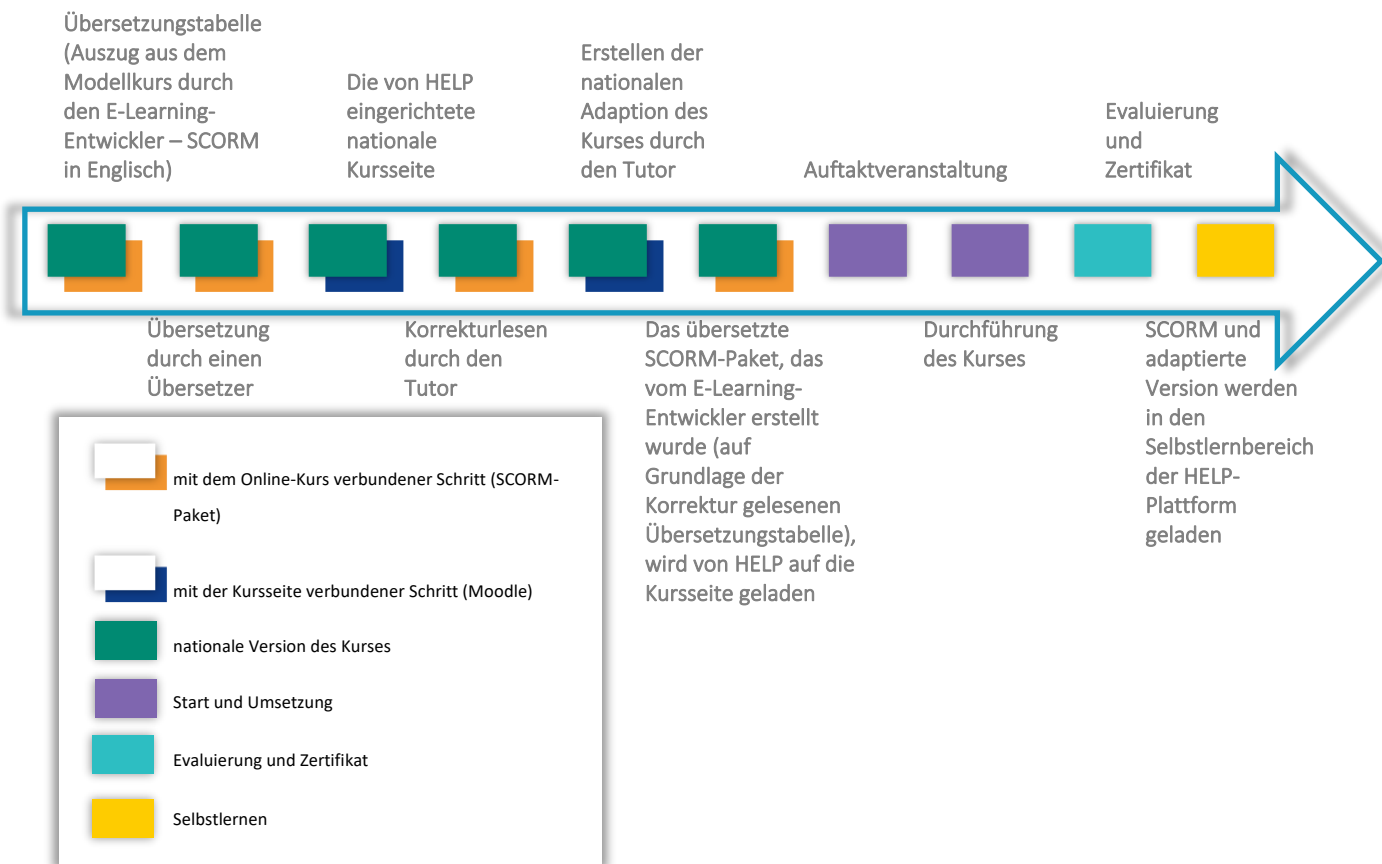 Übersetzungstabelle
(Auszug aus dem
Modellkurs durch
den E-Learning-
Entwickler – SCORM
in Englisch)
Die von HELP
eingerichtete
nationale
Kursseite
Erstellen der
nationalen
Adaption des
Kurses durch
den Tutor
Auftaktveranstaltung
Evaluierung
und
Zertifikat
Übersetzung
durch einen
Übersetzer
Korrekturlesen
durch den
Tutor
Das übersetzte
SCORM-Paket, das
vom E-Learning-
Entwickler erstellt
wurde (auf
Grundlage der
Korrektur gelesenen
Übersetzungstabelle),
wird von HELP auf die
Kursseite geladen
Durchführung
des Kurses
SCORM und
adaptierte
Version werden
in den
Selbstlernbereich
der HELP-
Plattform
geladen
mit dem Online-Kurs verbundener Schritt (SCORM-
Paket)
mit der Kursseite verbundener Schritt (Moodle)
nationale Version des Kurses
Start und Umsetzung
Evaluierung und Zertifikat
Selbstlernen